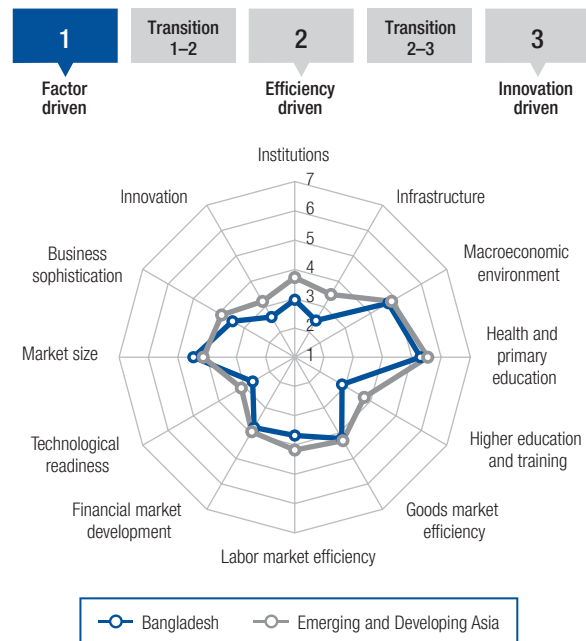 1
Transition
1–2
2
Transition
2–3
3
Factor
driven
Efficiency
driven
Innovation
driven
Institutions
Infrastructure
Macroeconomic
environment
Health and
primary
education
Higher education
and training
Goods market
efficiency
Labor market efficiency
Financial market
development
Technological
readiness
Market size
Business
sophistication
Innovation
7
6
5
4
3
2
1
Bangladesh
Emerging and Developing Asia